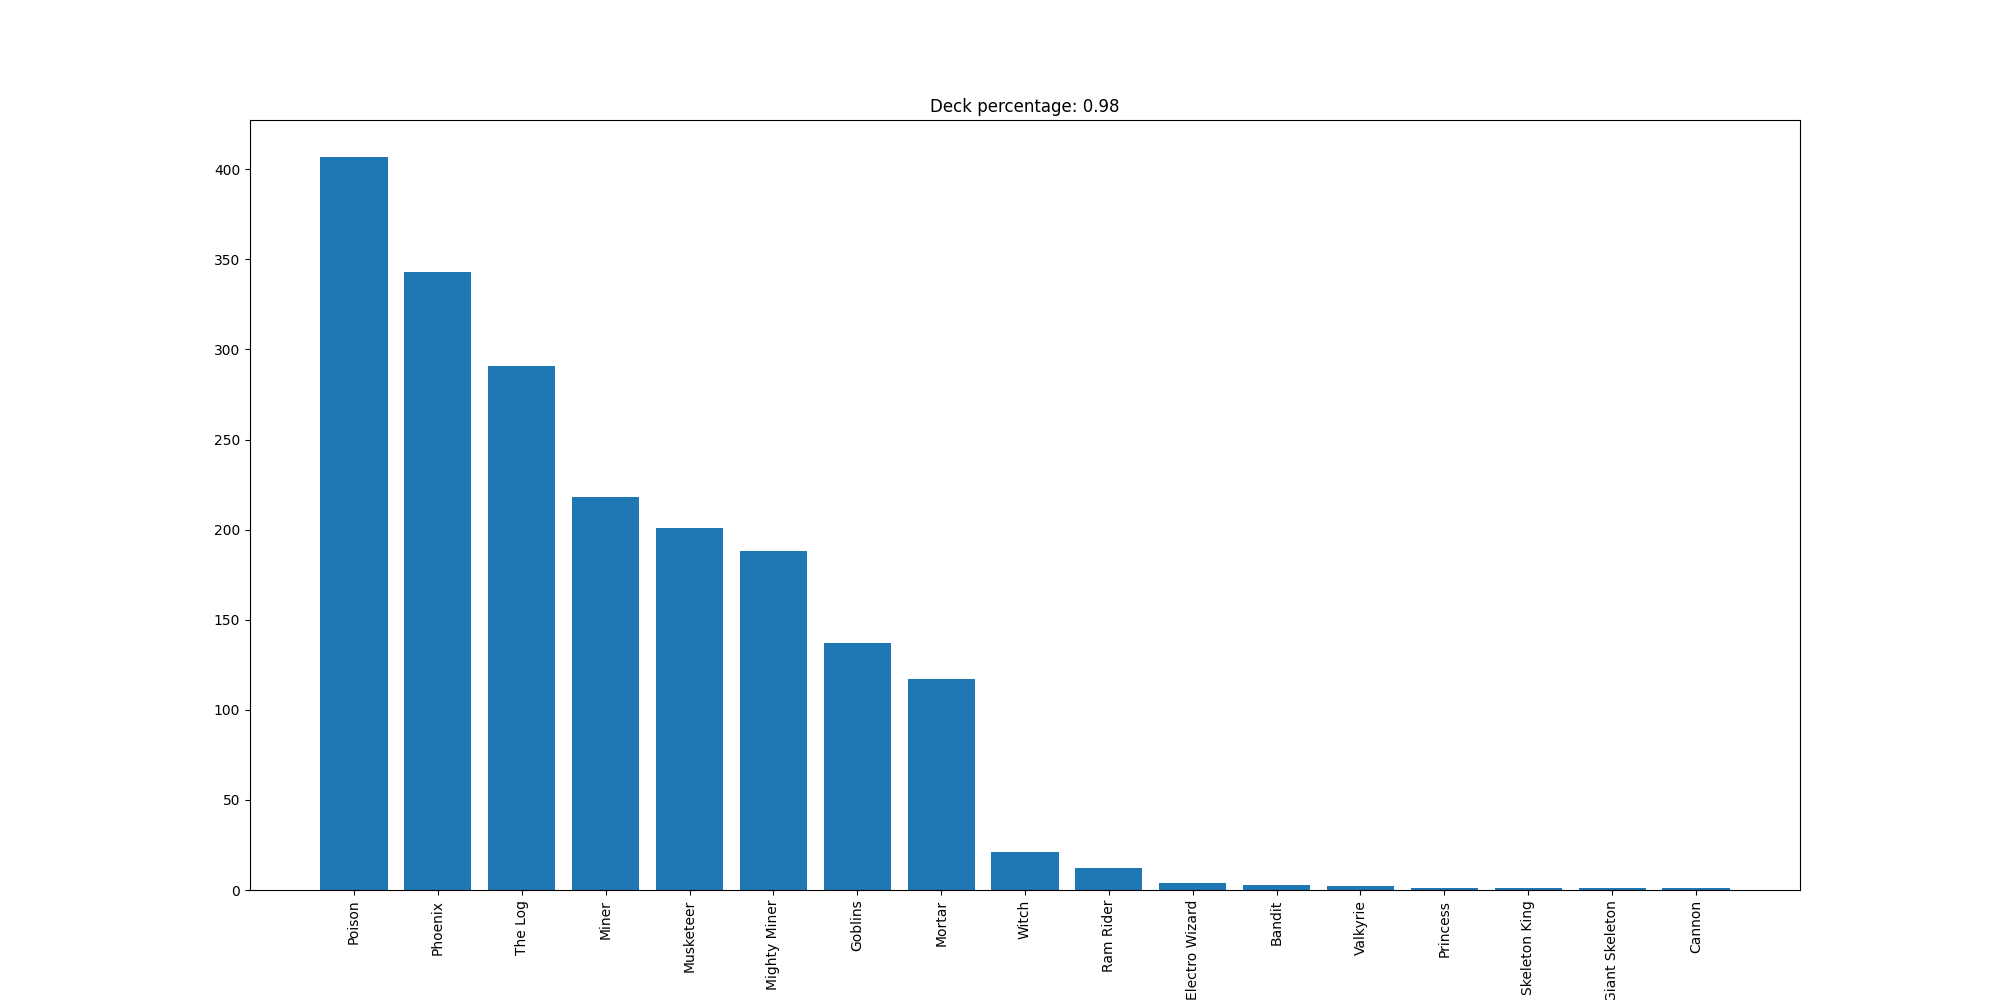 Deck percentage: 0.98
400
350
300
250
200
150
100
50
0
Poison
Phoenix
The Log
Miner
Musketeer
Mighty Miner
Goblins
Mortar
Witch
Ram Rider
Electro Wizard
Bandit
Valkyrie
Princess
Skeleton King
Giant Skeleton
Cannon